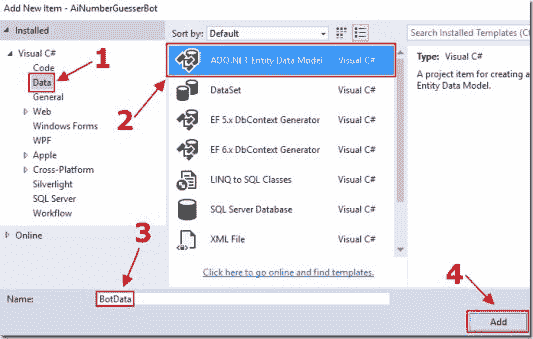 Add New Item - AiNumberGuesserBot
Installed
Sort by: Default
Search Installed Templates (Ct
Visual C#
Code
Data
General
Web
Windows Forms
WPF
Apple
Cross-Platform
Silverlight
SQL Server
Workflow
Online
1
2
ADO.NET Entity Data Model Visual C#
DataSet Visual C#
EF 5.x DbContext Generator Visual C#
EF 6.x DbContext Generator Visual C#
LINQ to SQL Classes Visual C#
SQL Server Database Visual C#
XML File Visual C#
Type: Visual C#
A project item for creating a
Entity Data Model.
3
Click here to go online and find templates.
4
Name: BotData
Add